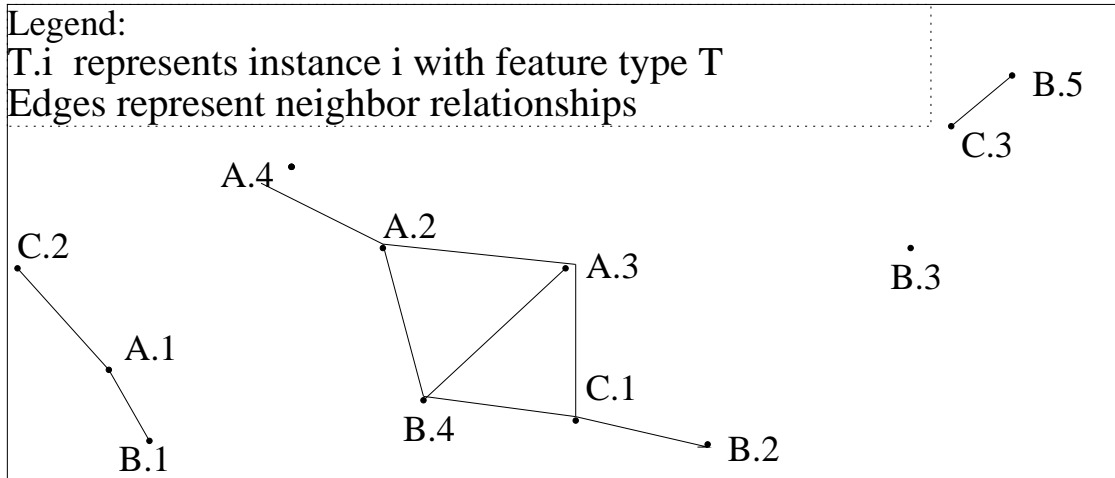 Legend:
T.i represents instance i with feature type T
Edges represent neighbor relationships
B.5
C.3
A.4
A.2
C.2
A.3
B.3
A.1
C.1
B.4
B.2
B.1